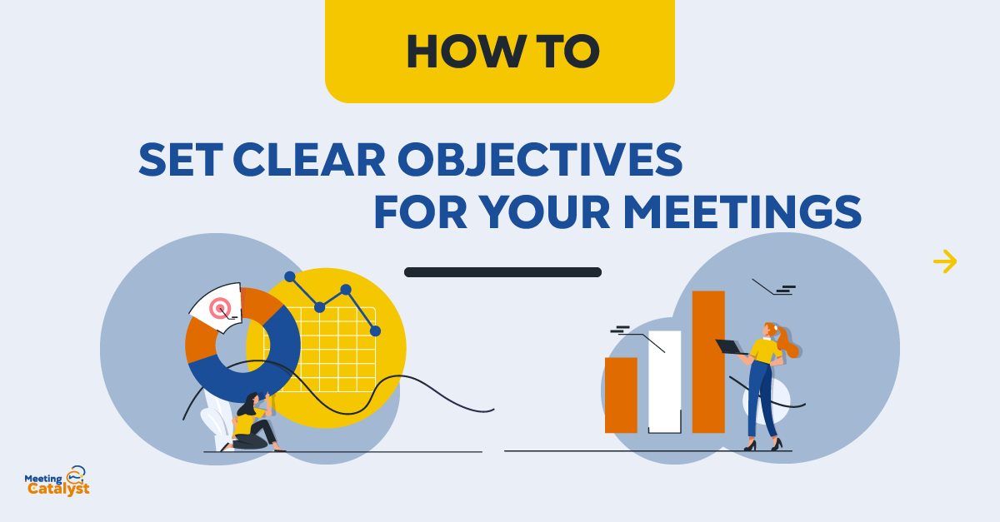 HOW TO
SET CLEAR OBJECTIVES
FOR YOUR MEETINGS
Meeting
Catalyst